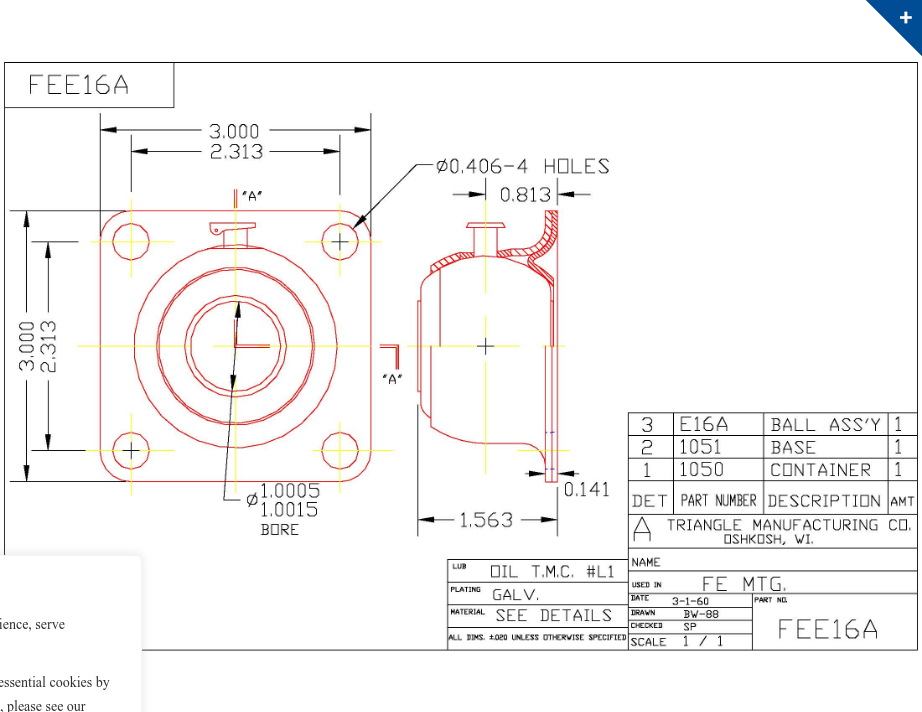 +
FEE16A
3.000
2.313
ø0.406-4 HOLES
"A"
0.813
3.000
2.313
"A"
ø1.0005
1.0015
BORE
0.141
1.563
3 E16A BALL ASS'Y 1
2 1051 BASE 1
1 1050 CONTAINER 1
DET PART NUMBER DESCRIPTION AMT
A TRIANGLE MANUFACTURING CO.
OSHKOSH, WI.
NAME
USED IN FE MTG.
DATE 3-1-60
DRAWN BW-88
CHECKED SP
SCALE 1 / 1
PART NO.
FEE16A
LUB OIL T.M.C. #L1
PLATING GALV.
MATERIAL SEE DETAILS
ALL DIMS. ±.020 UNLESS OTHERWISE SPECIFIED
ience, serve
essential cookies by
, please see our